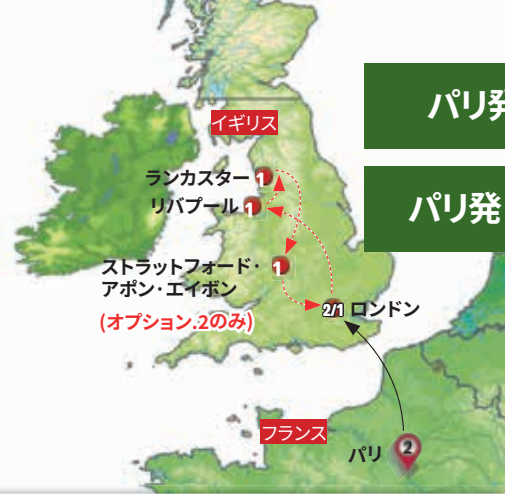 パリ発
イギリス
ランカスター 1
リバプール 1
パリ発
ストラットフォード・ 1
アポン・エイボン
2/1 ロンドン
(オプション.2のみ)
フランス
パリ 2